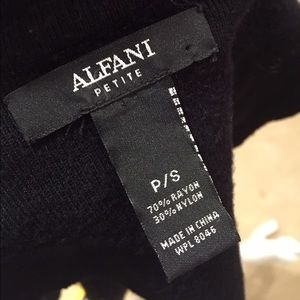 ALFANI
PETITE
P/S
70% RAYON
30% NYLON
MADE IN CHINA
WPL 8046